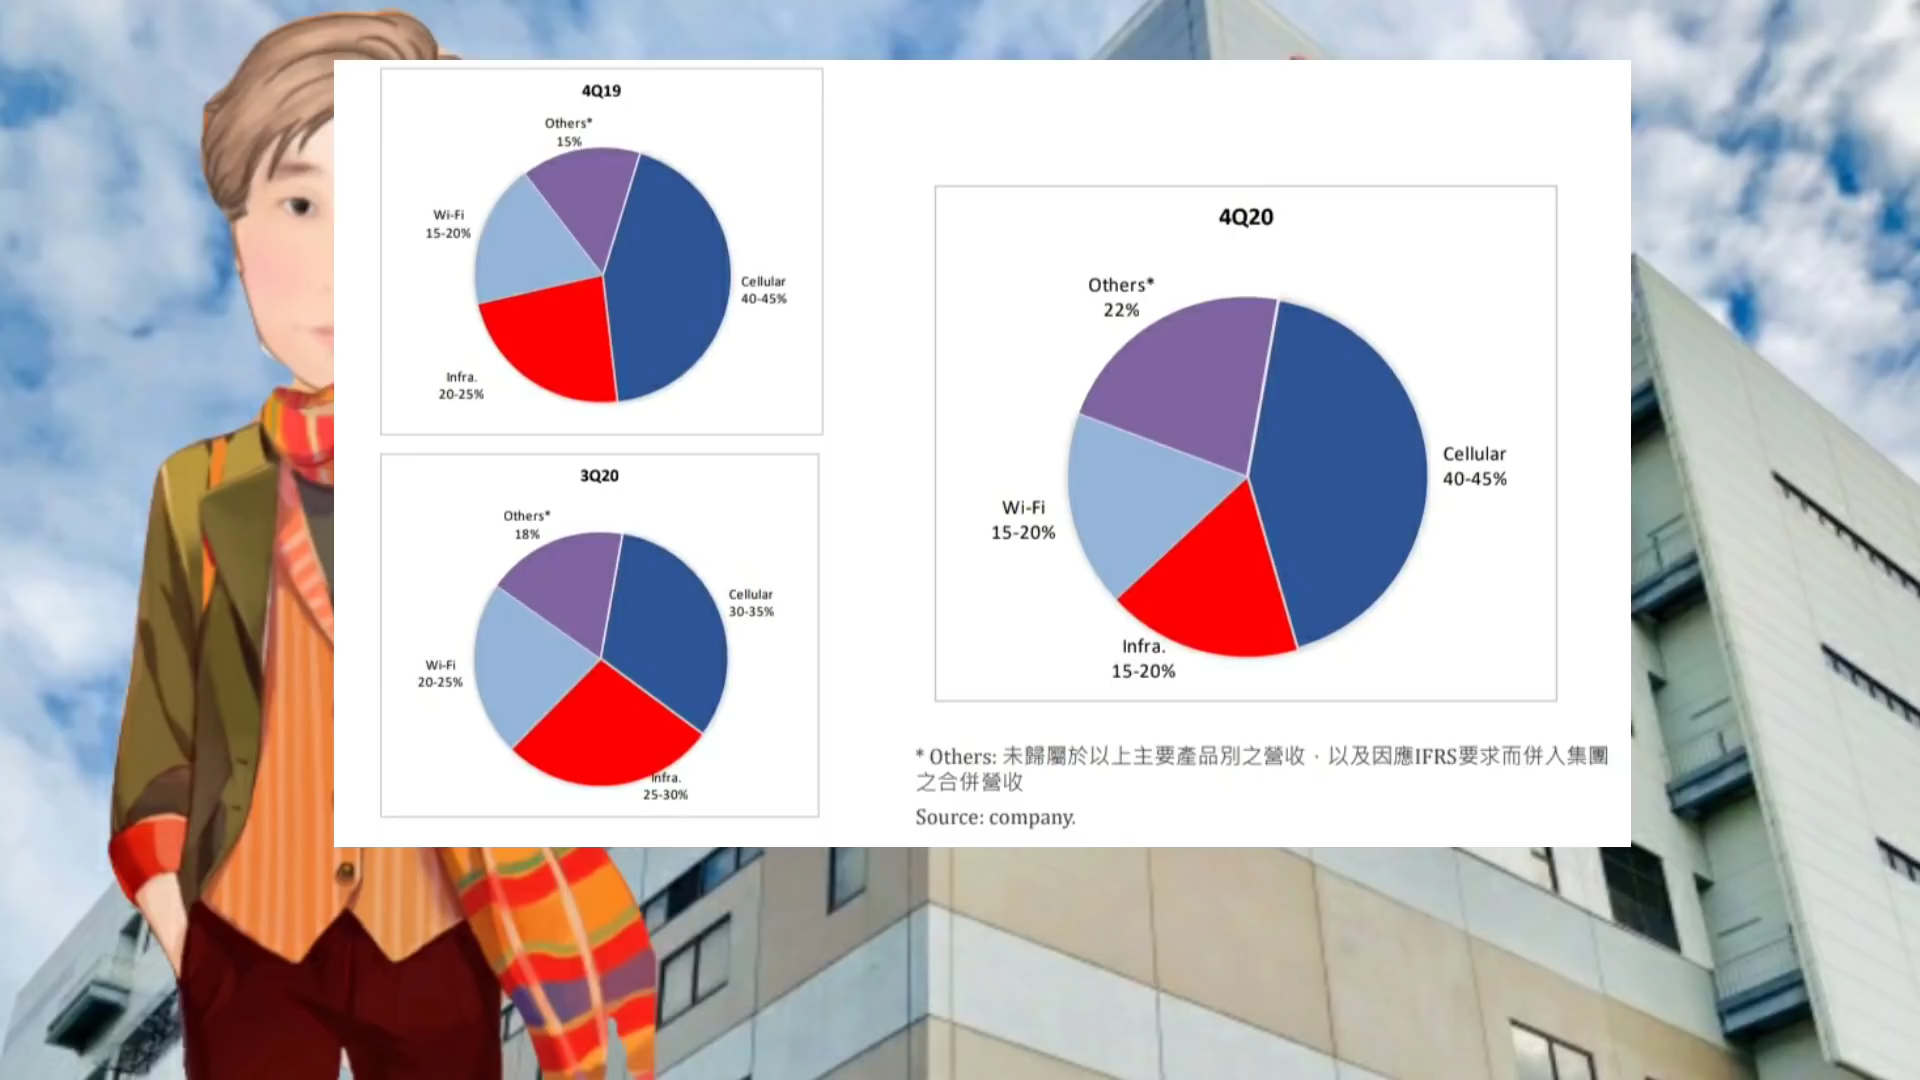 4Q19
Others*
15%
Wi-Fi
15-20%
Cellular
40-45%
Infra.
20-25%
3Q20
Others*
18%
Cellular
30-35%
Wi-Fi
20-25%
Infra.
25-30%
4Q20
Others*
22%
Cellular
40-45%
Wi-Fi
15-20%
Infra.
15-20%
* Others: 未歸屬於以上主要產品別之營收，以及因應IFRS要求而併入集團
之合併營收
Source: company.